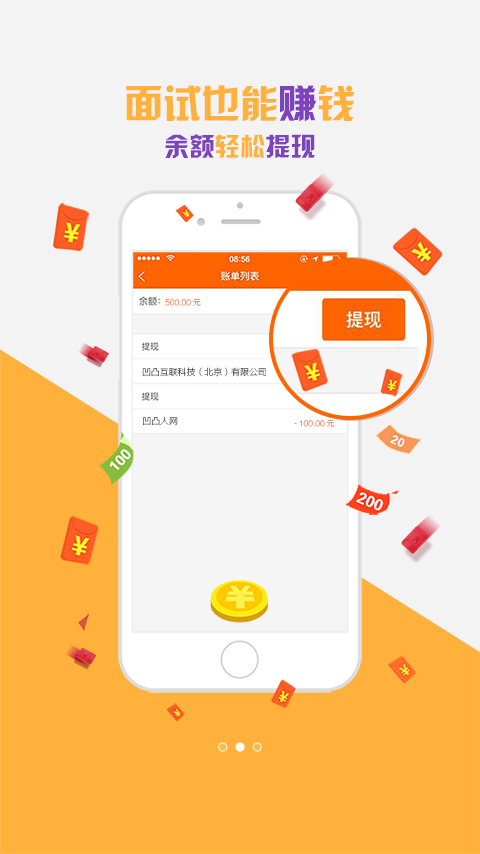 面试也能赚钱
余额轻松提现
08:56
账单列表
余额: 500.00 元
提现
提现
凹凸互联科技（北京）有限公司
提现
凹凸人网
- 100.00 元
100
20
200